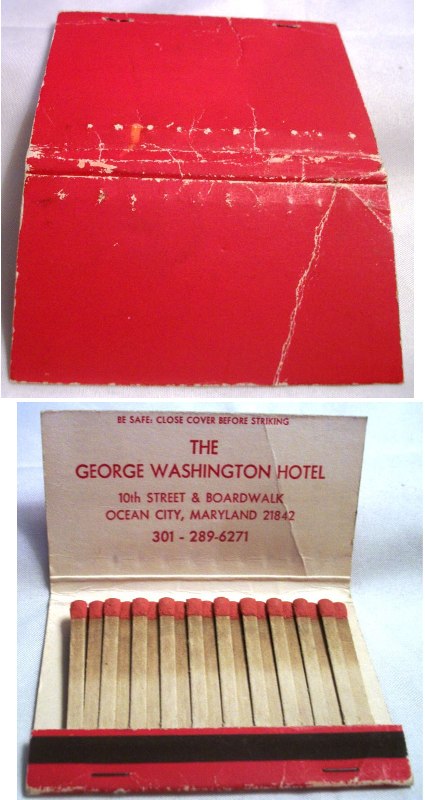 BE SAFE: CLOSE COVER BEFORE STRIKING
THE
GEORGE WASHINGTON HOTEL
10th STREET & BOARDWALK
OCEAN CITY, MARYLAND 21842
301 - 289-6271